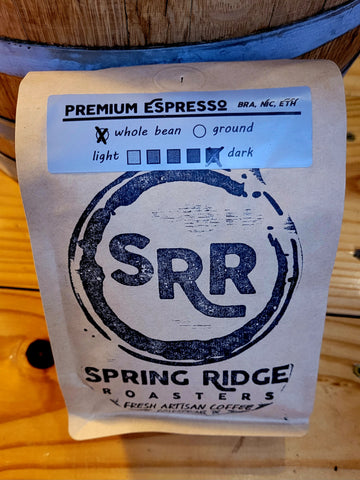 PREMIUM ESPRESSO BRA, NIC, ETH
whole bean ground
light dark
SRR
SPRING RIDGE
ROASTERS
FRESH ARTISAN COFFEE